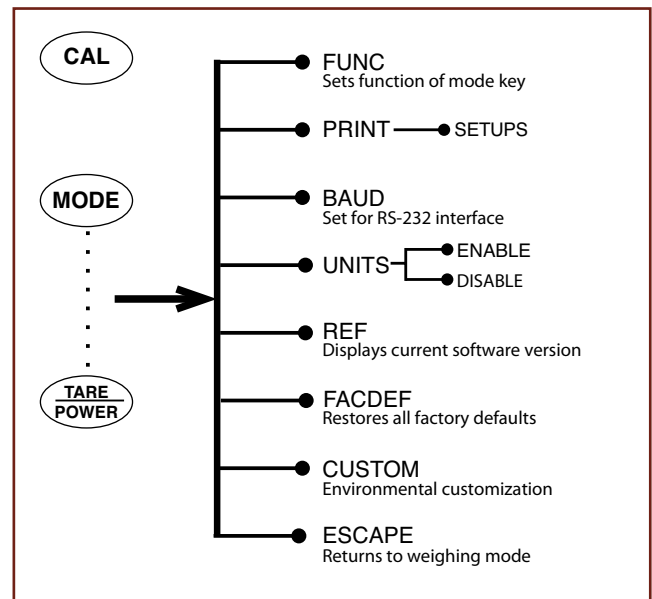 CAL
MODE
TARE
POWER
FUNC
Sets function of mode key
PRINT
SETUPS
BAUD
Set for RS-232 interface
UNITS
ENABLE
DISABLE
REF
Displays current software version
FACDEF
Restores all factory defaults
CUSTOM
Environmental customization
ESCAPE
Returns to weighing mode